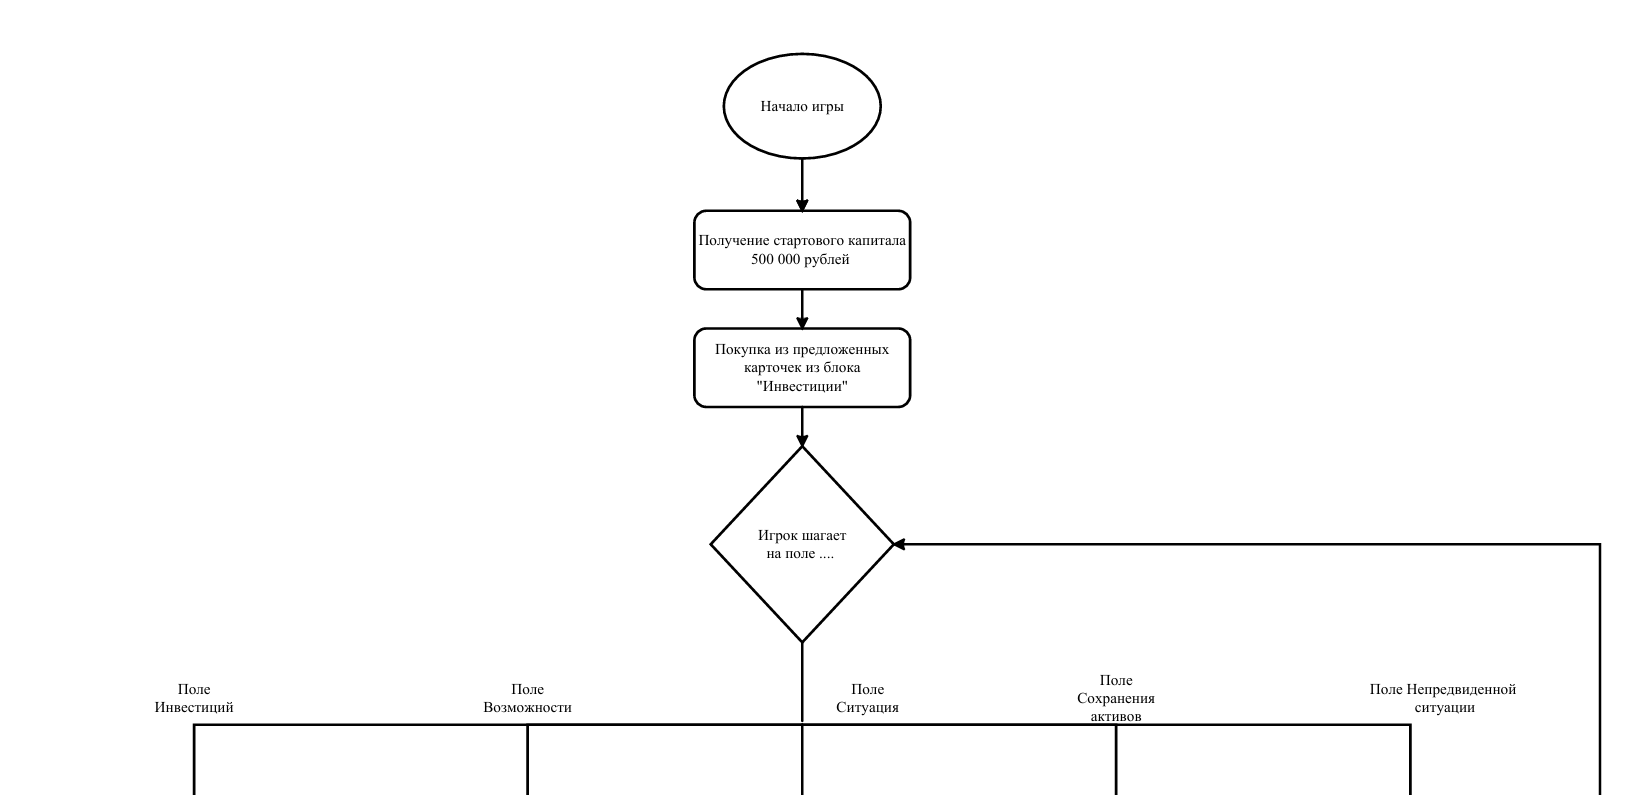 Начало игры
Получение стартового капитала
500 000 рублей
Покупка из предложенных
карточек из блока
"Инвестиции"
Игрок шагает
на поле ....
Поле
Инвестиций
Поле
Возможности
Поле
Ситуация
Поле
Сохранения
активов
Поле Непредвиденной
ситуации